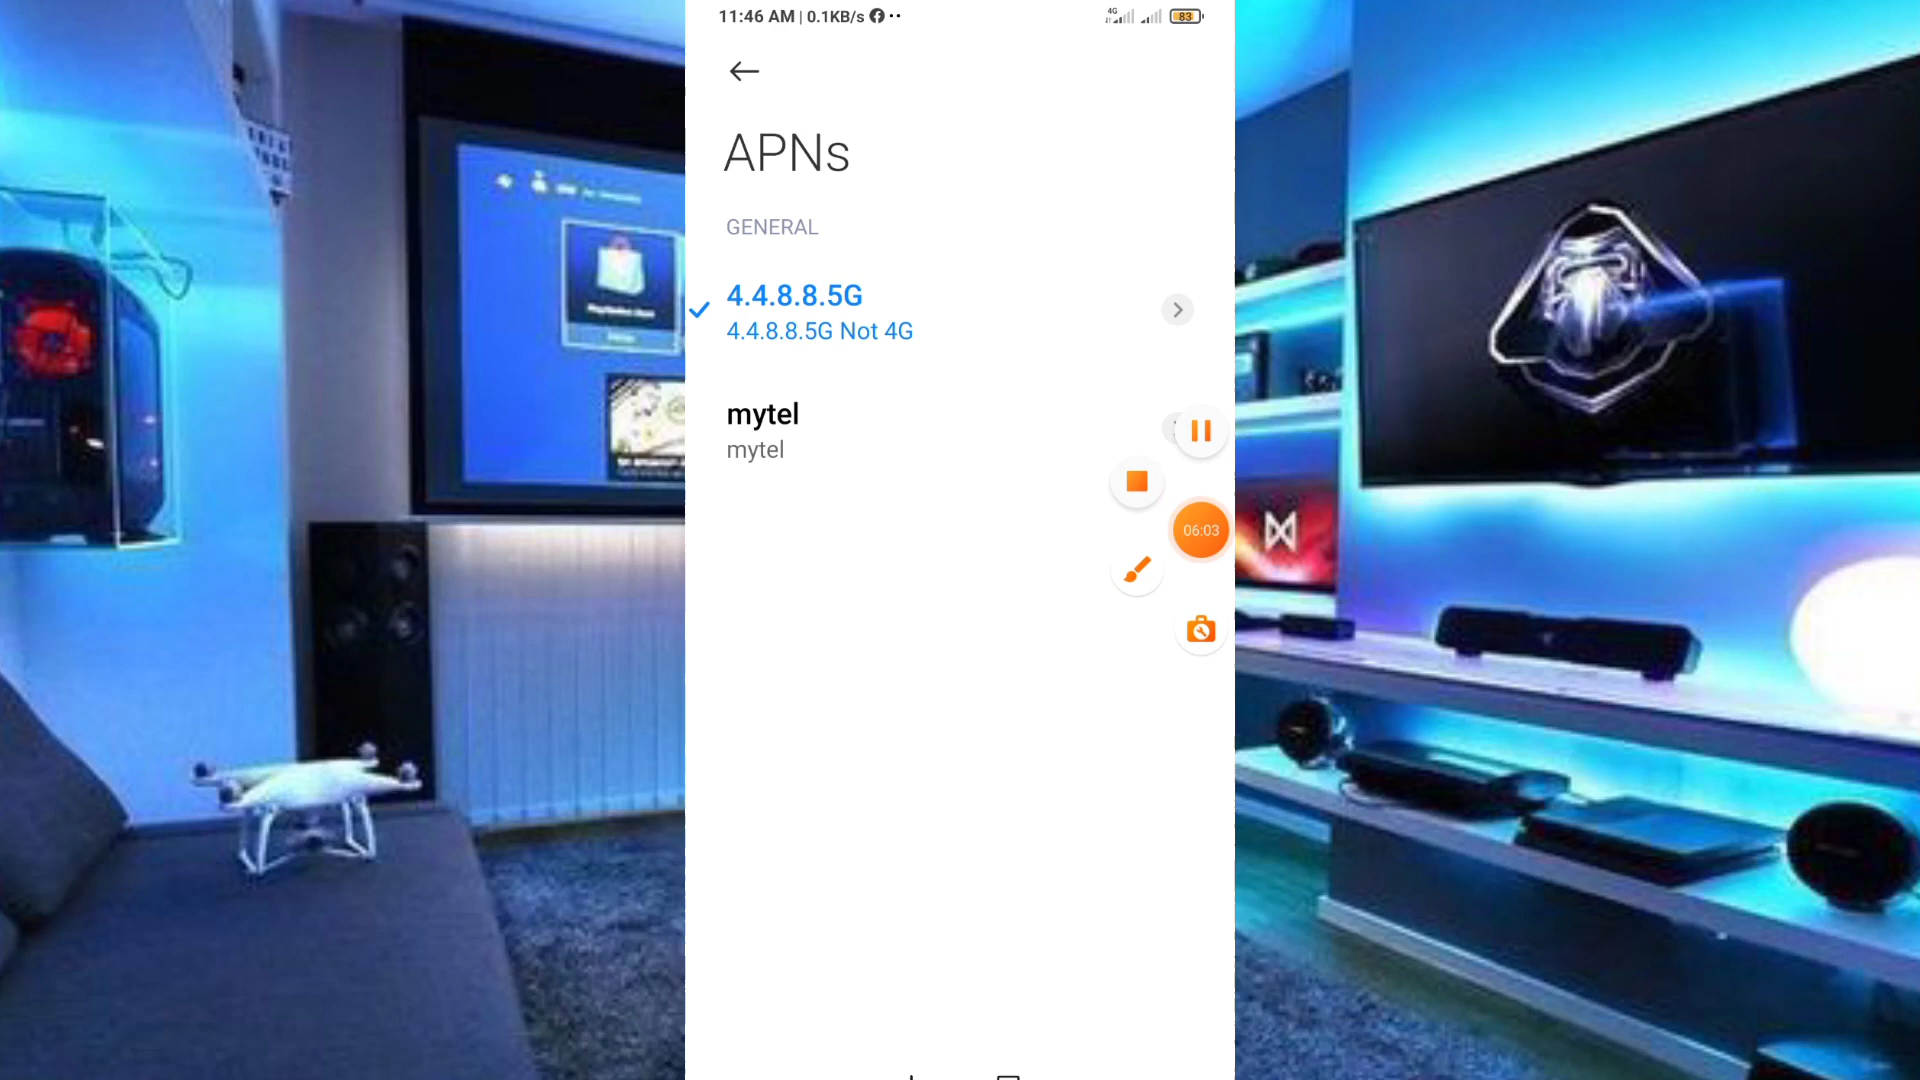 11:46 AM | 0.1KB/s
4G
83
APNs
GENERAL
4.4.8.8.5G
4.4.8.8.5G Not 4G
mytel
mytel
06:03